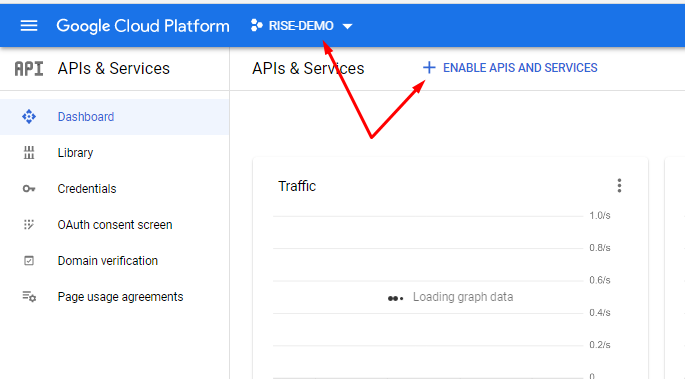 Google Cloud Platform RISE-DEMO
API APIs & Services
APIs & Services + ENABLE APIS AND SERVICES
Dashboard
Library
Credentials
OAuth consent screen
Domain verification
Page usage agreements
Traffic
1.0/s
0.8/s
0.6/s
Loading graph data
0.4/s
0.2/s
0